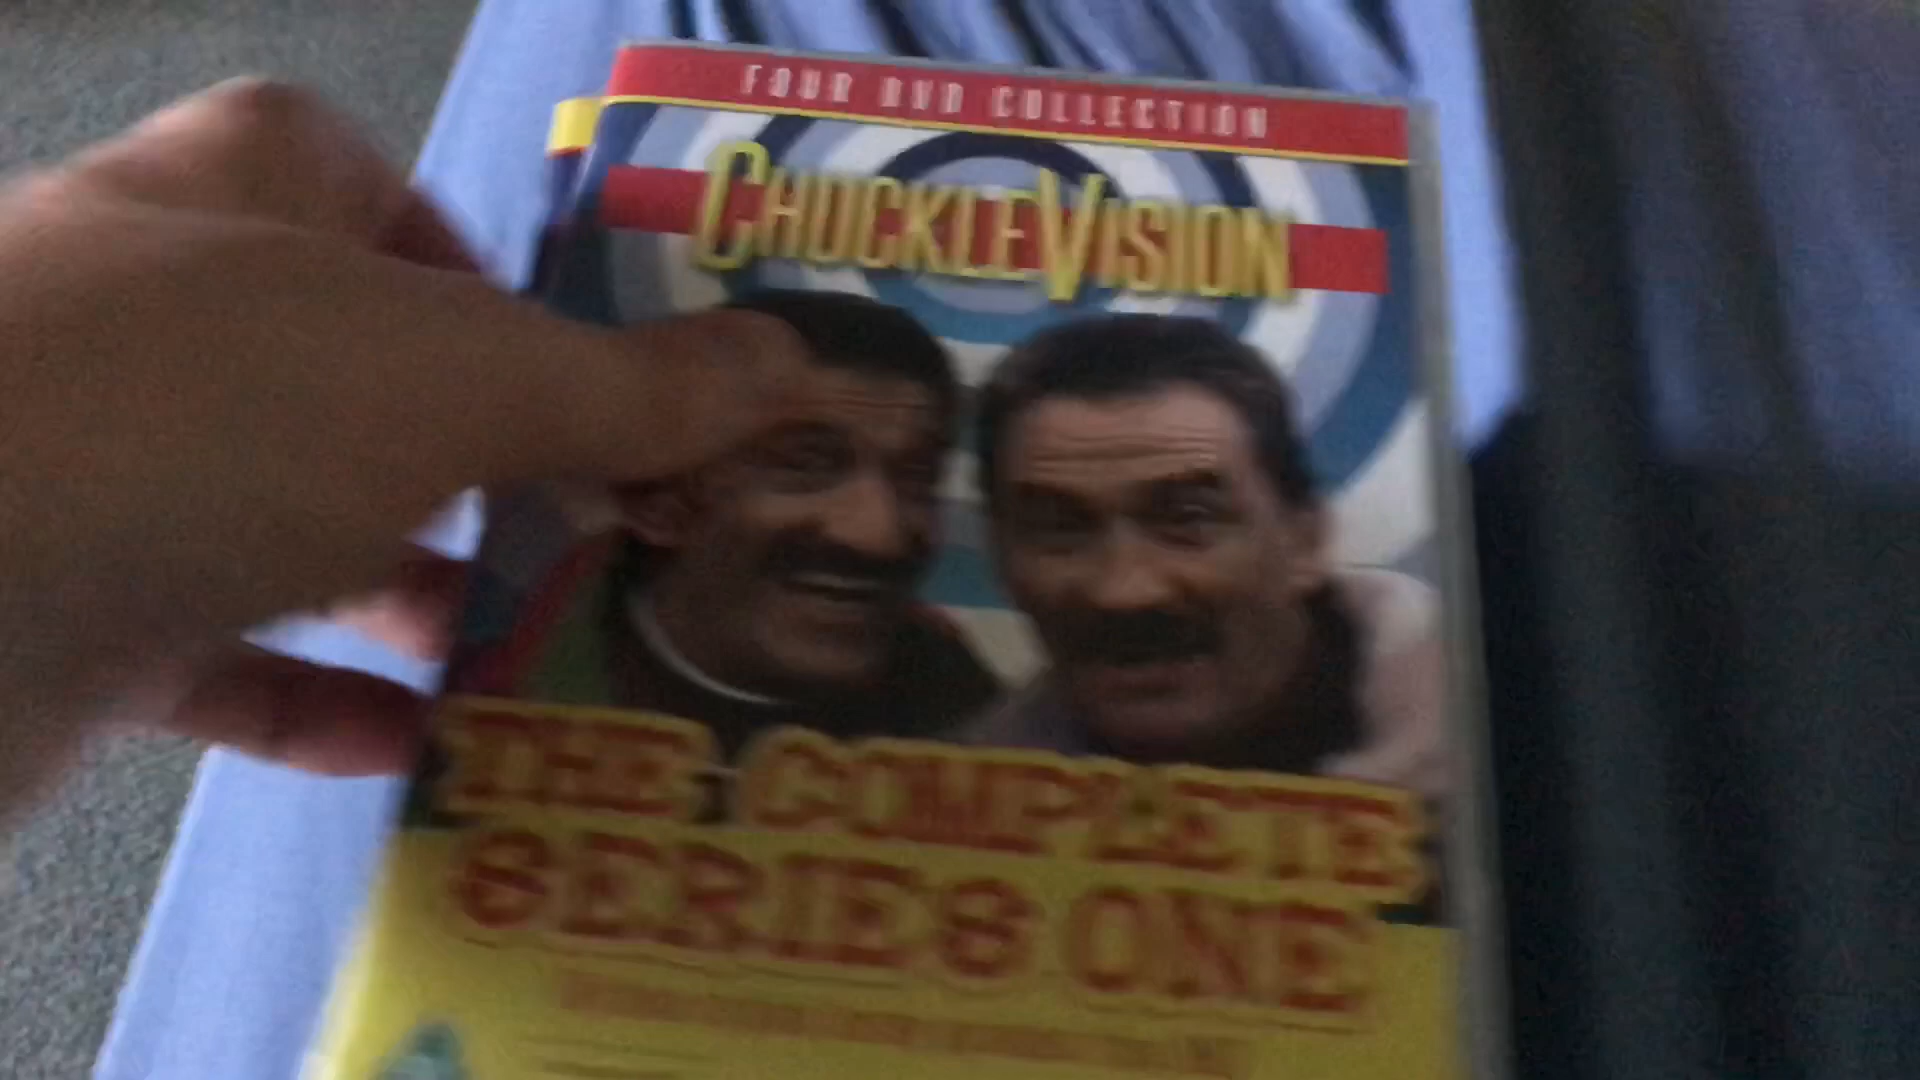 FOUR DVD COLLECTION
CHUCKLEVISION
THE COMPLETE
SERIES ONE